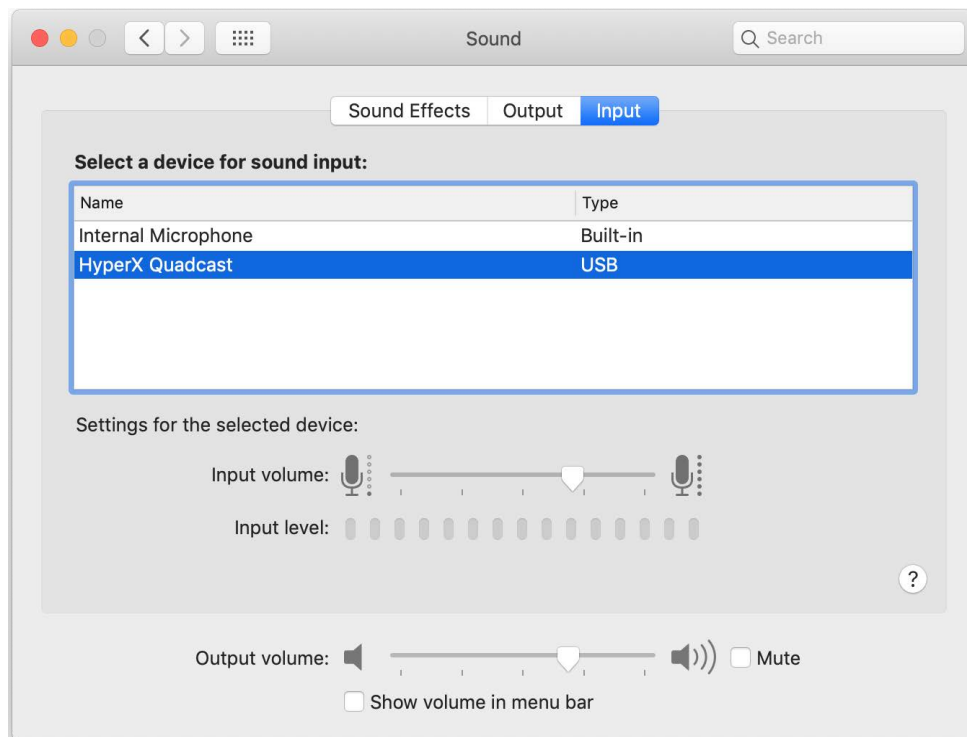 Sound
Search
Sound Effects Output Input
Select a device for sound input:
Name Type
Internal Microphone Built-in
HyperX Quadcast USB
Settings for the selected device:
Input volume:
Input level:
?
Output volume: Mute
Show volume in menu bar